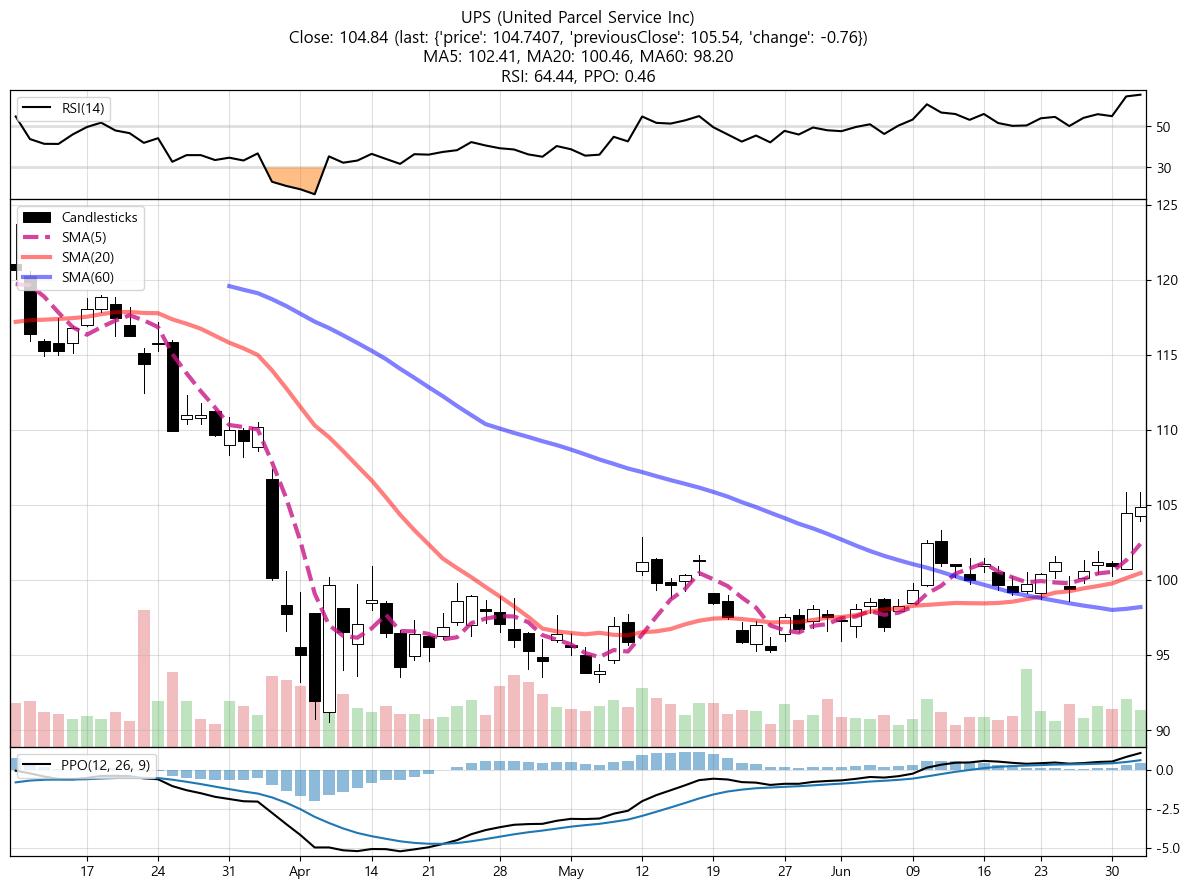 UPS (United Parcel Service Inc)
Close: 104.84 (last: {'price': 104.7407, 'previousClose': 105.54, 'change': -0.76})
MA5: 102.41, MA20: 100.46, MA60: 98.20
RSI: 64.44, PPO: 0.46
RSI(14)
50
30
Candlesticks
SMA(5)
SMA(20)
SMA(60)
125
120
115
110
105
100
95
90
PPO(12, 26, 9)
0.0
-2.5
-5.0
17 24 31 Apr 14 21 28 May 12 19 27 Jun 09 16 23 30